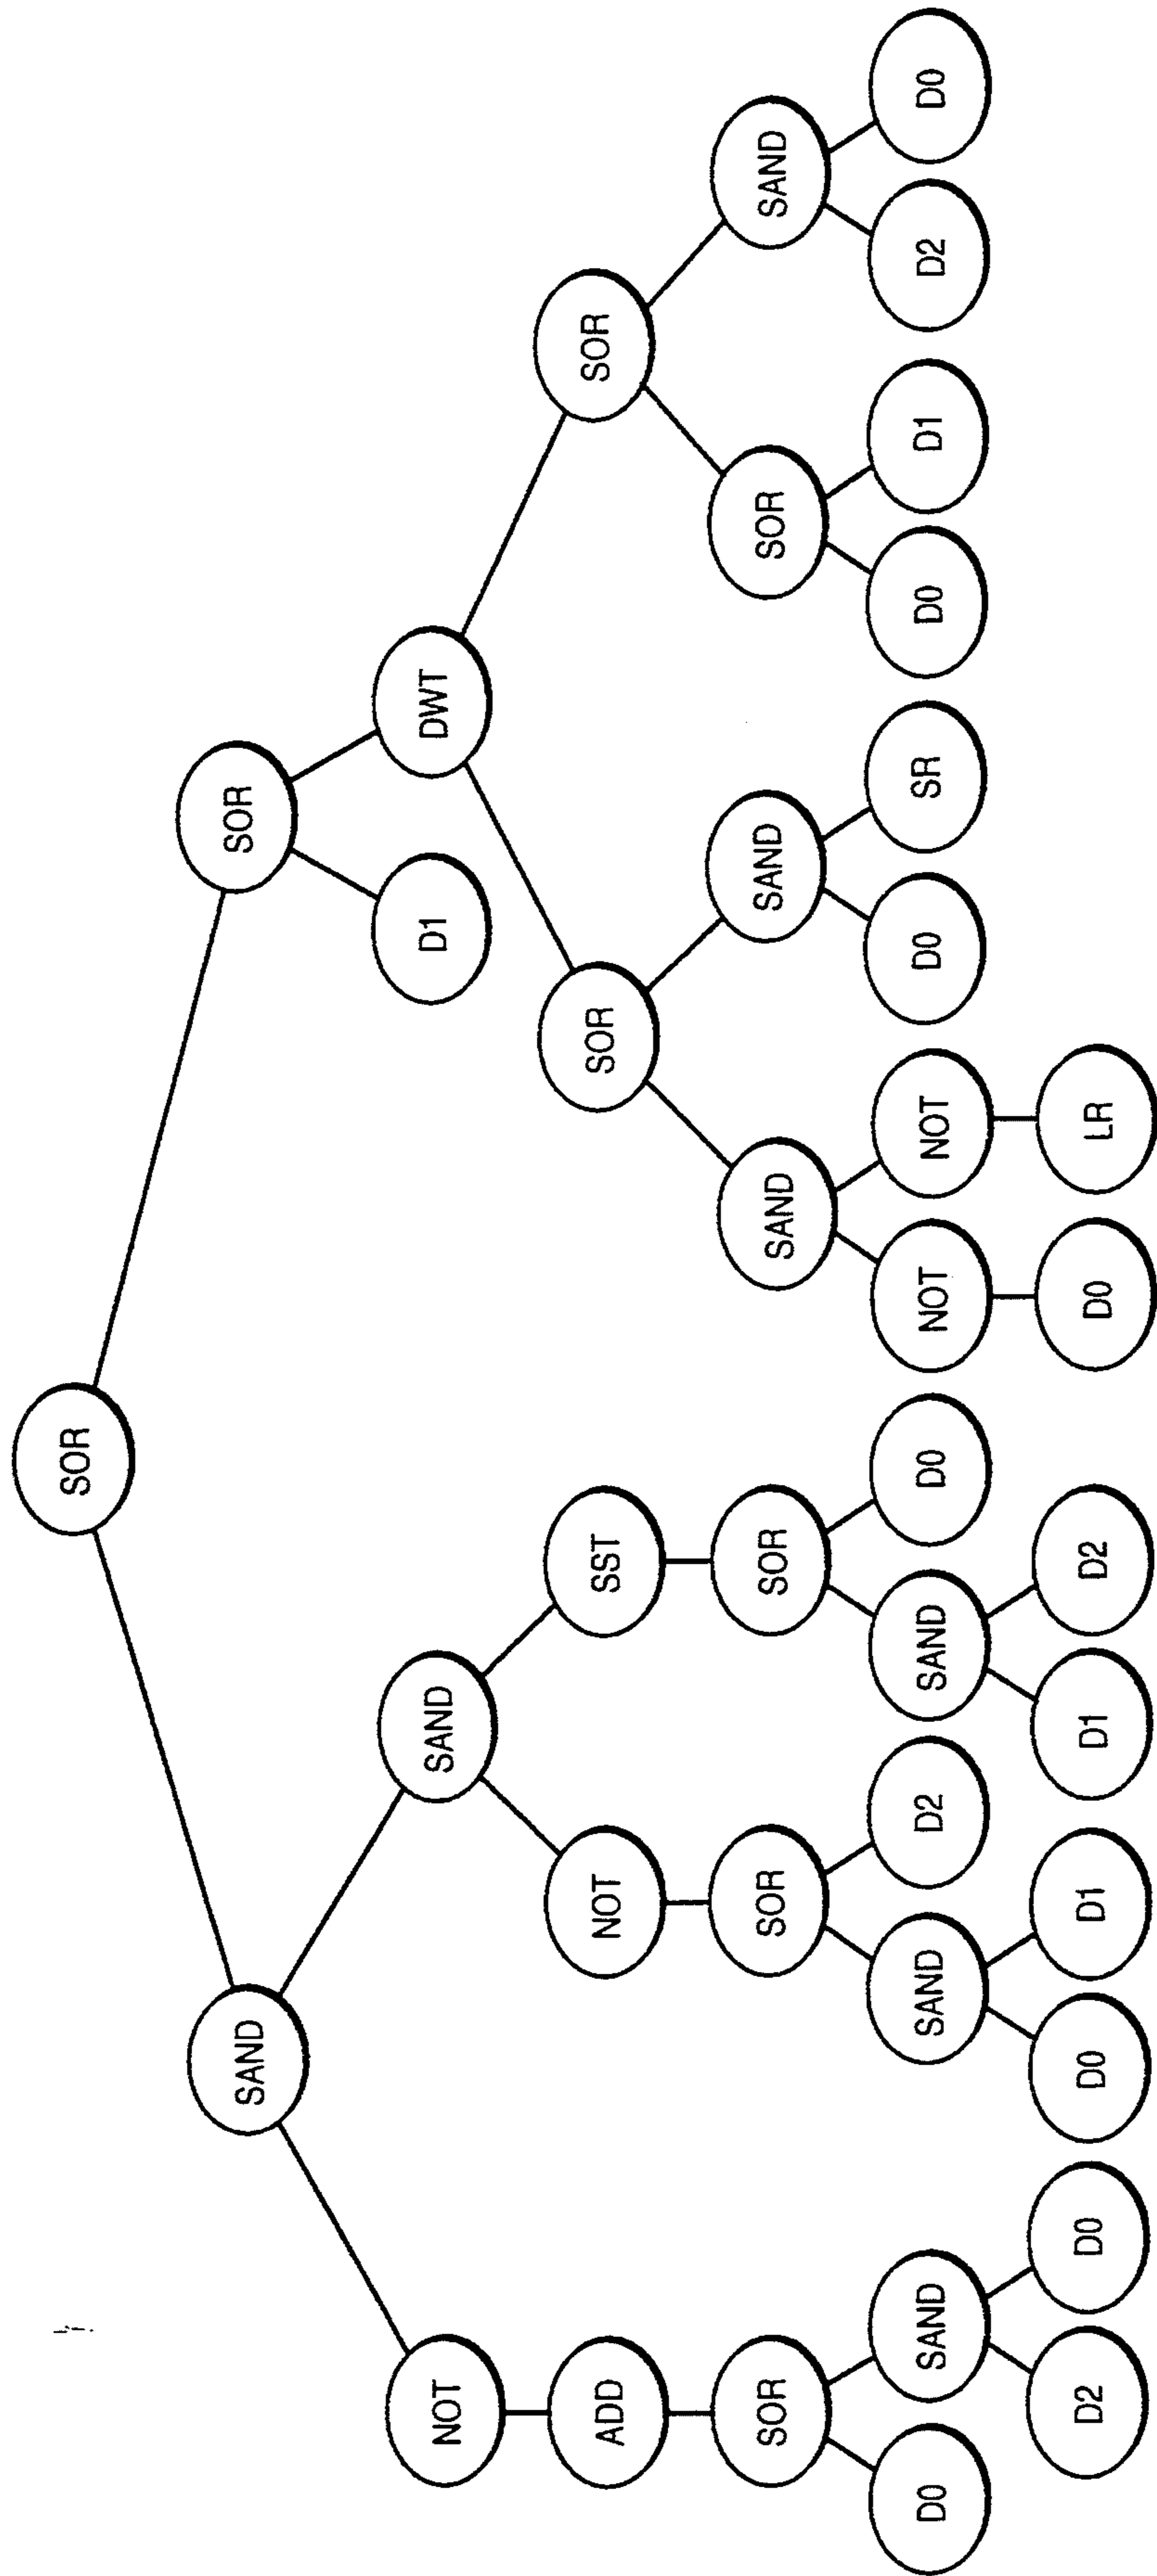 SOR
SAND SOR
NOT SAND D1 DWT
ADD NOT SST SOR SOR
SOR SOR SOR SAND SAND SOR SAND
D0 SAND SAND D2 SAND D0 NOT NOT D0 SR D0 D1 D2 D0
D2 D0 D0 D1 D1 D2 D0 LR